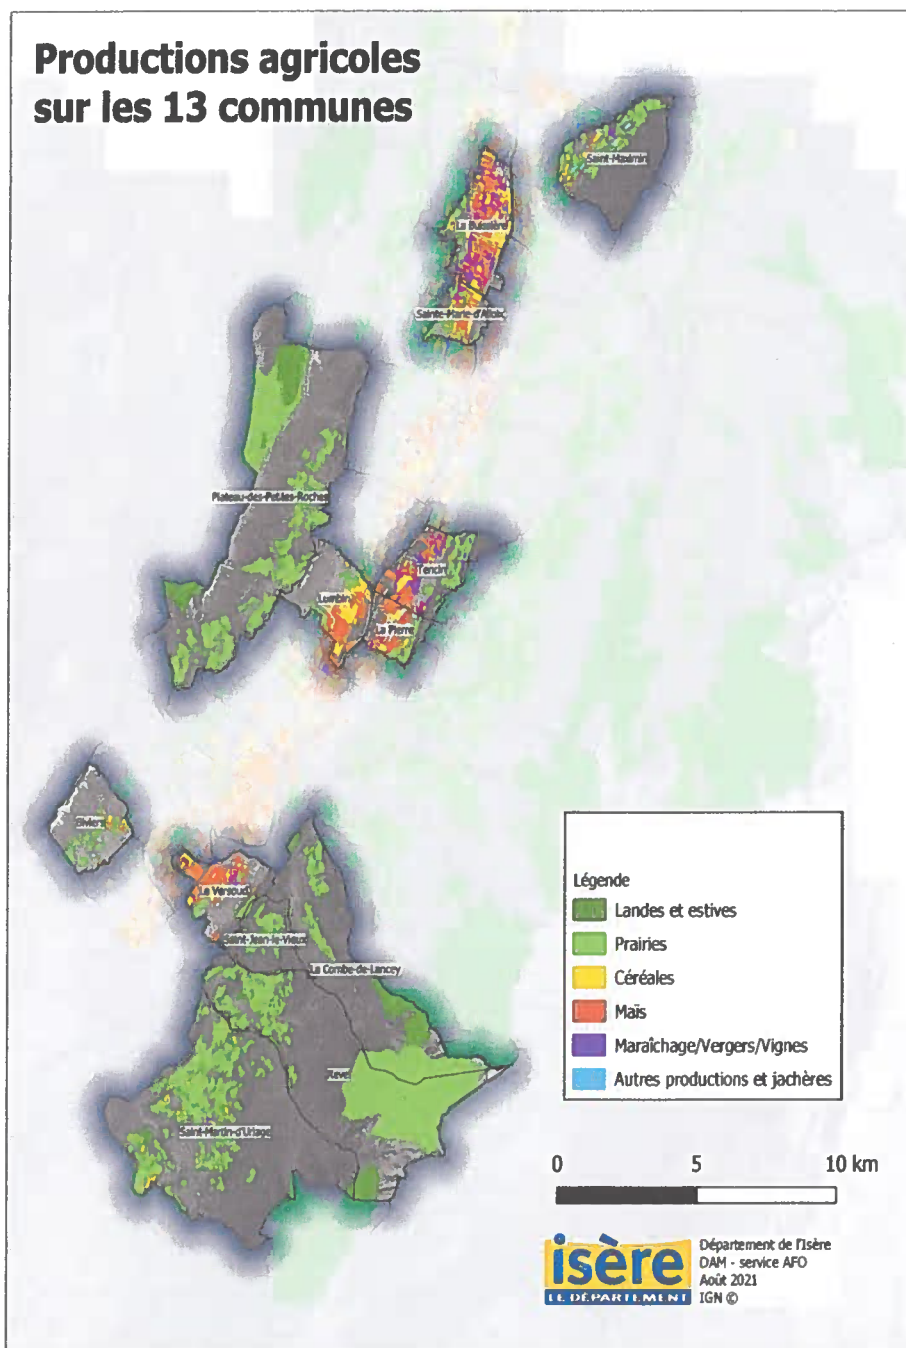 Productions agricoles
sur les 13 communes
Saint-Maximin
La Buissière
Sainte-Marie-d'Alloix
Plateau-des-Petites-Roches
Tencin
Lumbin
La Pierre
Biviers
Le Versoud
Saint-Jean-le-Vieux
La Combe-de-Lancey
Revel
Saint-Martin-d'Uriage
Légende
Landes et estives
Prairies
Céréales
Maïs
Maraîchage/Vergers/Vignes
Autres productions et jachères
0 5 10 km
isère
LE DÉPARTEMENT
Département de l'Isère
DAM - service AFO
Août 2021
IGN ©